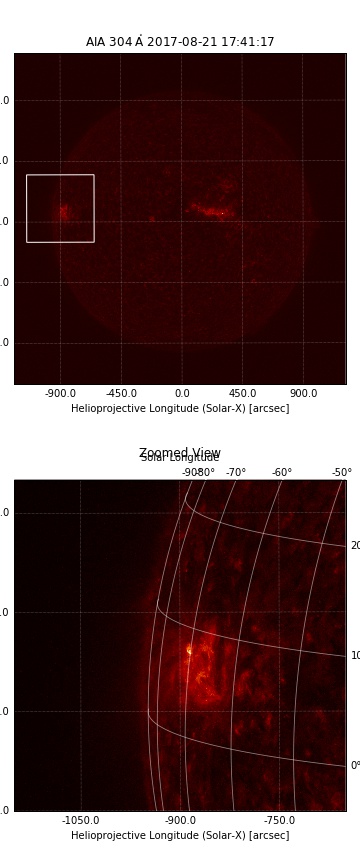 AIA 304 Å 2017-08-21 17:41:17
-900.0 -450.0 0.0 450.0 900.0
Helioprojective Longitude (Solar-X) [arcsec]
Zoomed View
Solar Longitude
-90° -80° -70° -60° -50°
20
10
0°
-1050.0 -900.0 -750.0
Helioprojective Longitude (Solar-X) [arcsec]